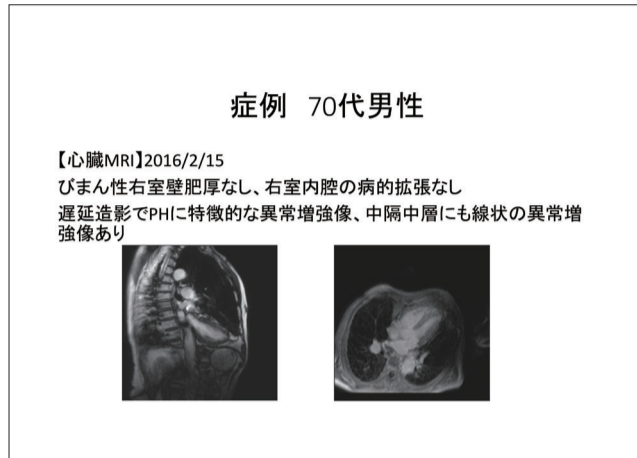 症例　70代男性
【心臓MRI】2016/2/15
びまん性右室壁肥厚なし、右室内腔の病的拡張なし
遅延造影でPHに特徴的な異常増強像、中隔中層にも線状の異常増
強像あり